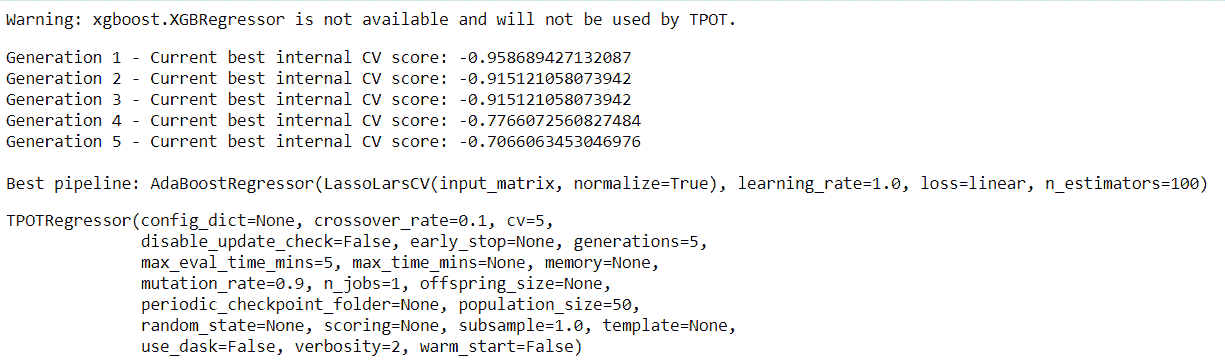 Warning: xgboost.XGBRegressor is not available and will not be used by TPOT.
Generation 1 - Current best internal CV score: -0.958689427132087
Generation 2 - Current best internal CV score: -0.915121058073942
Generation 3 - Current best internal CV score: -0.915121058073942
Generation 4 - Current best internal CV score: -0.7766072560827484
Generation 5 - Current best internal CV score: -0.7066063453046976
Best pipeline: AdaBoostRegressor(LassoLarsCV(input_matrix, normalize=True), learning_rate=1.0, loss=linear, n_estimators=100)
TPOTRegressor(config_dict=None, crossover_rate=0.1, cv=5,
disable_update_check=False, early_stop=None, generations=5,
max_eval_time_mins=5, max_time_mins=None, memory=None,
mutation_rate=0.9, n_jobs=1, offspring_size=None,
periodic_checkpoint_folder=None, population_size=50,
random_state=None, scoring=None, subsample=1.0, template=None,
use_dask=False, verbosity=2, warm_start=False)